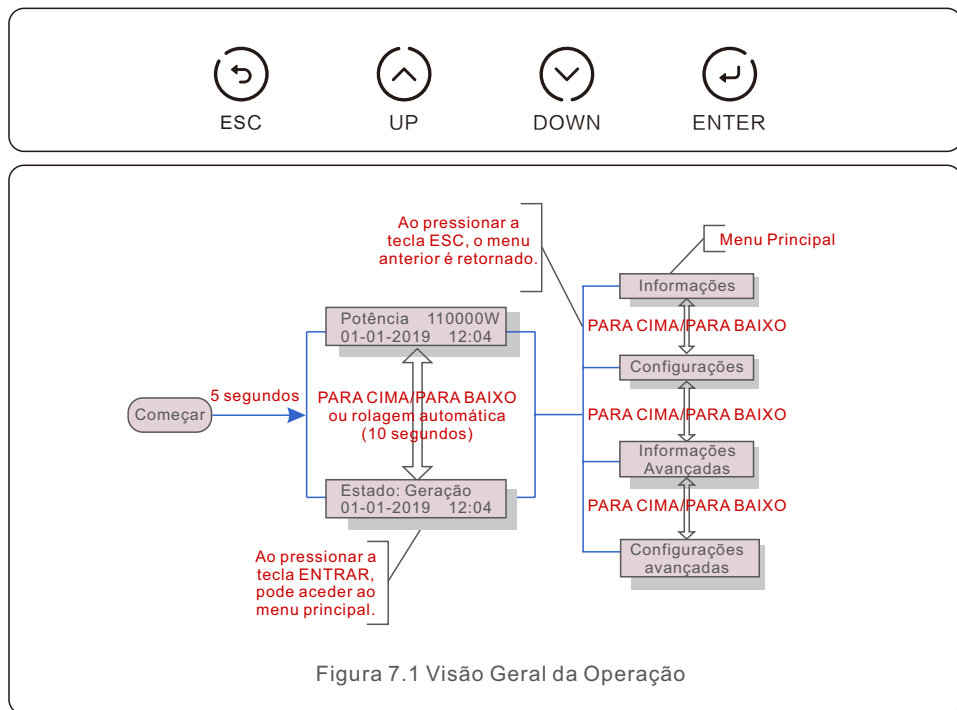 ESC
UP
DOWN
ENTER
Ao pressionar a
tecla ESC, o menu
anterior é retornado.
Menu Principal
Informações
Potência 110000W
01-01-2019 12:04
PARA CIMA/PARA BAIXO
Configurações
5 segundos
Começar
PARA CIMA/PARA BAIXO
ou rolagem automática
(10 segundos)
PARA CIMA/PARA BAIXO
Informações
Avançadas
Estado: Geração
01-01-2019 12:04
PARA CIMA/PARA BAIXO
Configurações
avançadas
Ao pressionar a
tecla ENTRAR,
pode aceder ao
menu principal.
Figura 7.1 Visão Geral da Operação